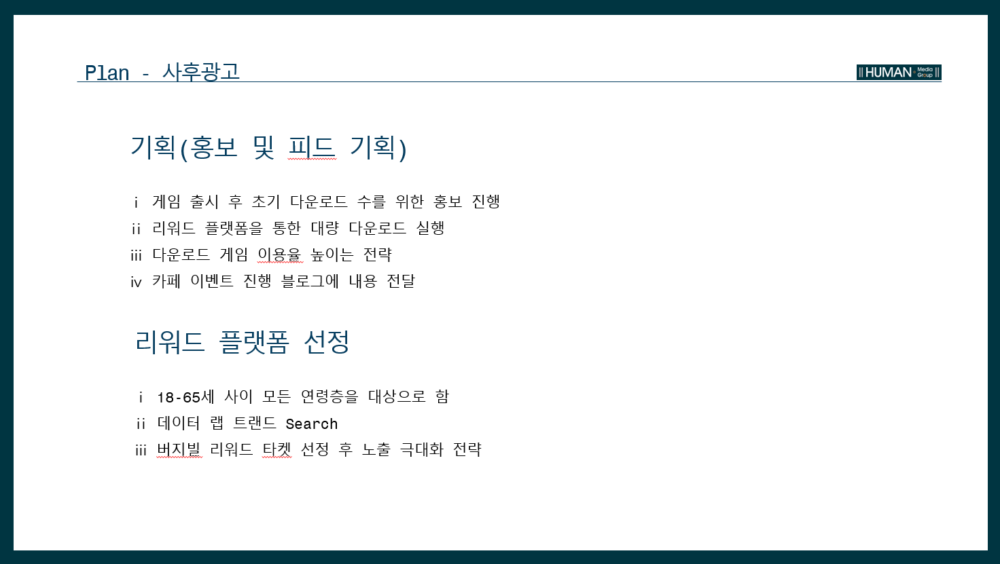 Plan - 사후광고
HUMAN Media Group
기획(홍보 및 피드 기획)
ⅰ 게임 출시 후 초기 다운로드 수를 위한 홍보 진행
ⅱ 리워드 플랫폼을 통한 대량 다운로드 실행
ⅲ 다운로드 게임 이용율 높이는 전략
ⅳ 카페 이벤트 진행 블로그에 내용 전달
리워드 플랫폼 선정
ⅰ 18-65세 사이 모든 연령층을 대상으로 함
ⅱ 데이터 랩 트랜드 Search
ⅲ 버지빌 리워드 타켓 선정 후 노출 극대화 전략